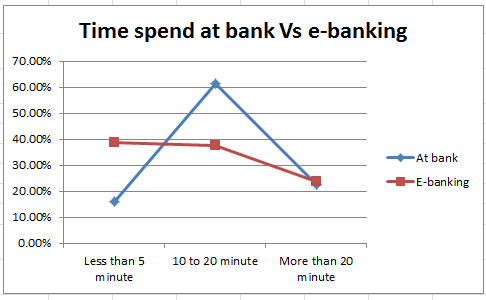 Time spend at bank Vs e-banking
70.00%
60.00%
50.00%
40.00%
30.00%
20.00%
10.00%
0.00%
Less than 5
minute
10 to 20 minute
More than 20
minute
At bank
E-banking